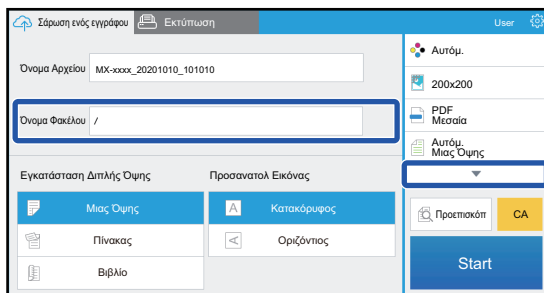 Σάρωση ενός εγγράφου
Εκτύπωση
User
Όνομα Αρχείου
MX-xxxx_20201010_101010
Όνομα Φακέλου
/
Εγκατάσταση Διπλής Όψης
Προσανατολ Εικόνας
Μιας Όψης
A
Κατακόρυφος
Πίνακας
A
Οριζόντιος
Βιβλίο
Αυτόμ.
200x200
PDF
Μεσαία
Αυτόμ.
Μιας Όψης
Προεπισκόπ
CA
Start